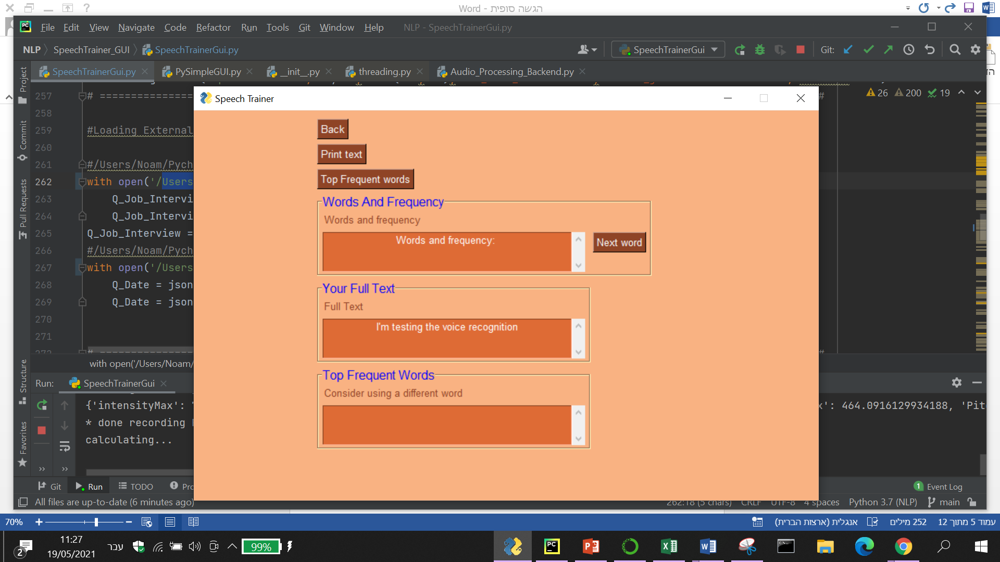 הגשה סופית - Word
File Edit View Navigate Code Refactor Run Tools Git Window Help NLP - SpeechTrainerGui.py
NLP SpeechTrainer_GUI SpeechTrainerGui.py SpeechTrainerGui Git:
SpeechTrainerGui.py PySimpleGUI.py __init__.py threading.py Audio_Processing_Backend.py
Project
Commit
Pull Requests
Structure
Favorites
26 200 19
257 # ===============
258
259 #Loading External
260
261 #/Users/Noam/Pych
262 with open('/Users
263 Q_Job_Intervi
264 Q_Job_Intervi
265 Q_Job_Interview =
266 #/Users/Noam/Pych
267 with open('/Users
268 Q_Date = json
269 Q_Date = json
270
271
with open('/Users/Noam/
Speech Trainer
Back
Print text
Top Frequent words
Words And Frequency
Words and frequency
Words and frequency:
Next word
Your Full Text
Full Text
I'm testing the voice recognition
Top Frequent Words
Consider using a different word
Run: SpeechTrainerGui
{'intensityMax':
x': 464.0916129934188, 'Pit
* done recording
calculating...
Git Run TODO Pro
1 Event Log
All files are up-to-date (6 minutes ago)
262:18 (5 chars) CRLF UTF-8 4 spaces Python 3.7 (NLP) main
70%
עמוד 5 מתוך 12 252 מילים אנגלית (ארצות הברית)
11:27
19/05/2021
2
עבר
99%